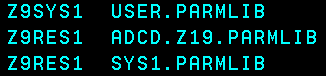 Z9SYS1 USER.PARMLIB
Z9RES1 ADCD.Z19.PARMLIB
Z9RES1 SYS1.PARMLIB